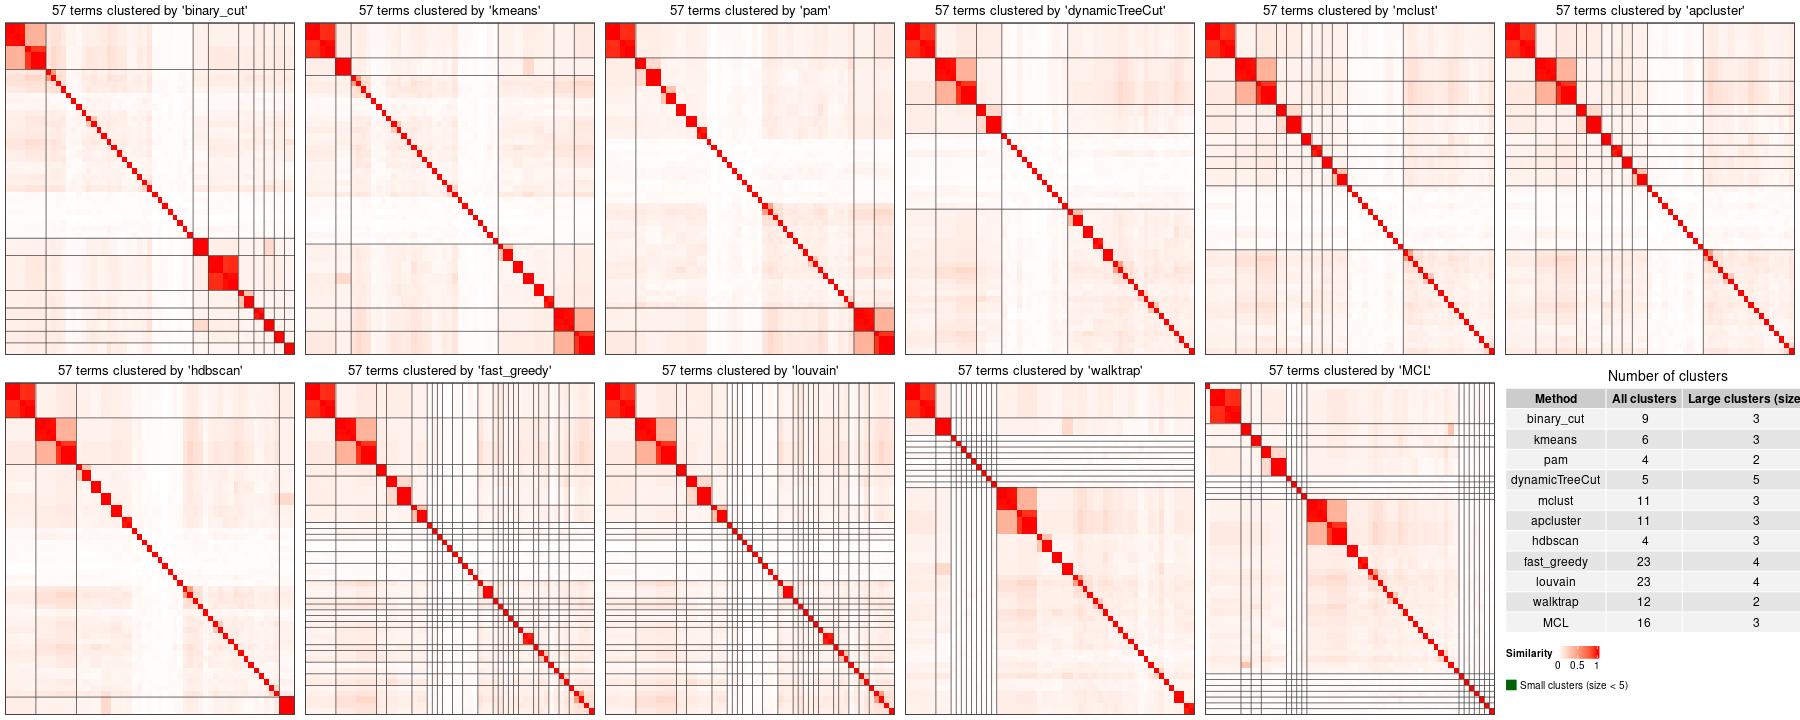 57 terms clustered by 'binary_cut'
57 terms clustered by 'kmeans'
57 terms clustered by 'pam'
57 terms clustered by 'dynamicTreeCut'
57 terms clustered by 'mclust'
57 terms clustered by 'apcluster'
57 terms clustered by 'hdbscan'
57 terms clustered by 'fast_greedy'
57 terms clustered by 'louvain'
57 terms clustered by 'walktrap'
57 terms clustered by 'MCL'
Number of clusters
Method All clusters Large clusters (size
binary_cut 9 3
kmeans 6 3
pam 4 2
dynamicTreeCut 5 5
mclust 11 3
apcluster 11 3
hdbscan 4 3
fast_greedy 23 4
louvain 23 4
walktrap 12 2
MCL 16 3
Similarity
0 0.5 1
Small clusters (size < 5)